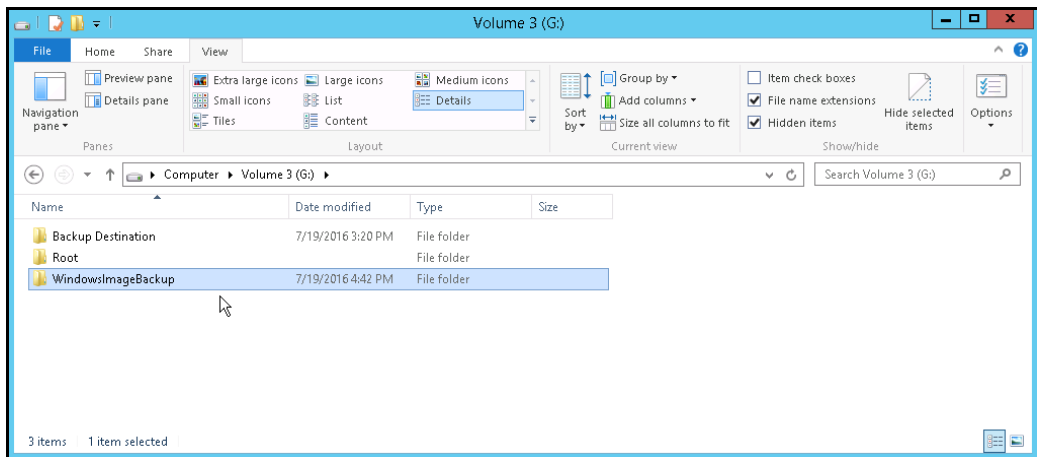 Volume 3 (G:)
File Home Share View
Preview pane Extra large icons Large icons Medium icons Group by Item check boxes
Details pane Small icons List Details Add columns File name extensions
Navigation pane Tiles Content Sort by Size all columns to fit Hidden items Hide selected items Options
Panes Layout Current view Show/hide
Computer Volume 3 (G:) Search Volume 3 (G:)
Name Date modified Type Size
Backup Destination 7/19/2016 3:20 PM File folder
Root File folder
WindowsImageBackup 7/19/2016 4:42 PM File folder
3 items 1 item selected